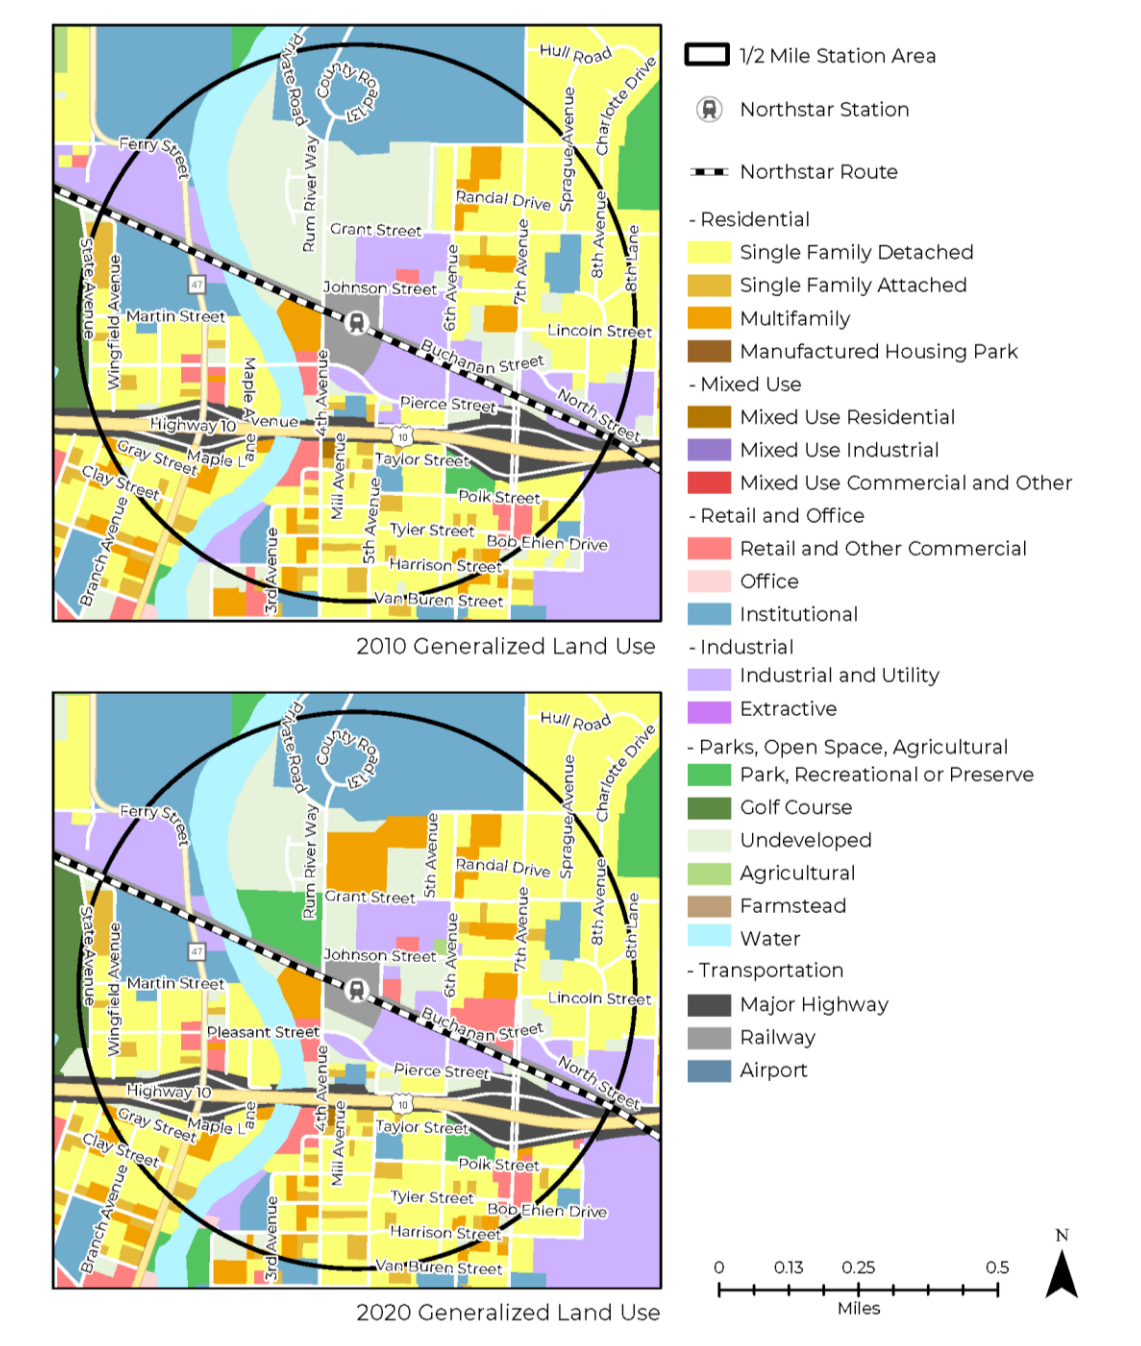 Hull Road
Private Road
County Road 131
Charlotte Drive
Sprague Avenue
Ferry Street
Rum River Way
Randal Drive
Grant Street
7th Avenue
8th Avenue
8th Lane
State Avenue
Wingfield Avenue
6th Avenue
47
Johnson Street
Martin Street
Lincoln Street
Buchanan Street
Maple Avenue
4th Avenue
Pierce Street
North Street
Highway 10
10
Gray Street
Maple Lane
Taylor Street
Clay Street
Mill Avenue
Polk Street
5th Avenue
Branch Avenue
Tyler Street
Bob Ehlen Drive
3rd Avenue
Harrison Street
Van Buren Street
2010 Generalized Land Use
Hull Road
Private Road
County Road 131
Charlotte Drive
Sprague Avenue
Ferry Street
Rum River Way
5th Avenue
Randal Drive
Grant Street
7th Avenue
8th Avenue
8th Lane
State Avenue
Wingfield Avenue
6th Avenue
47
Johnson Street
Martin Street
Lincoln Street
Pleasant Street
Buchanan Street
4th Avenue
Pierce Street
North Street
Highway 10
10
Gray Street
Maple Lane
Taylor Street
Clay Street
Mill Avenue
Polk Street
Branch Avenue
Tyler Street
Bob Ehlen Drive
3rd Avenue
Harrison Street
Van Buren Street
2020 Generalized Land Use
1/2 Mile Station Area
Northstar Station
Northstar Route
- Residential
Single Family Detached
Single Family Attached
Multifamily
Manufactured Housing Park
- Mixed Use
Mixed Use Residential
Mixed Use Industrial
Mixed Use Commercial and Other
- Retail and Office
Retail and Other Commercial
Office
Institutional
- Industrial
Industrial and Utility
Extractive
- Parks, Open Space, Agricultural
Park, Recreational or Preserve
Golf Course
Undeveloped
Agricultural
Farmstead
Water
- Transportation
Major Highway
Railway
Airport
N
0 0.13 0.25 0.5
Miles